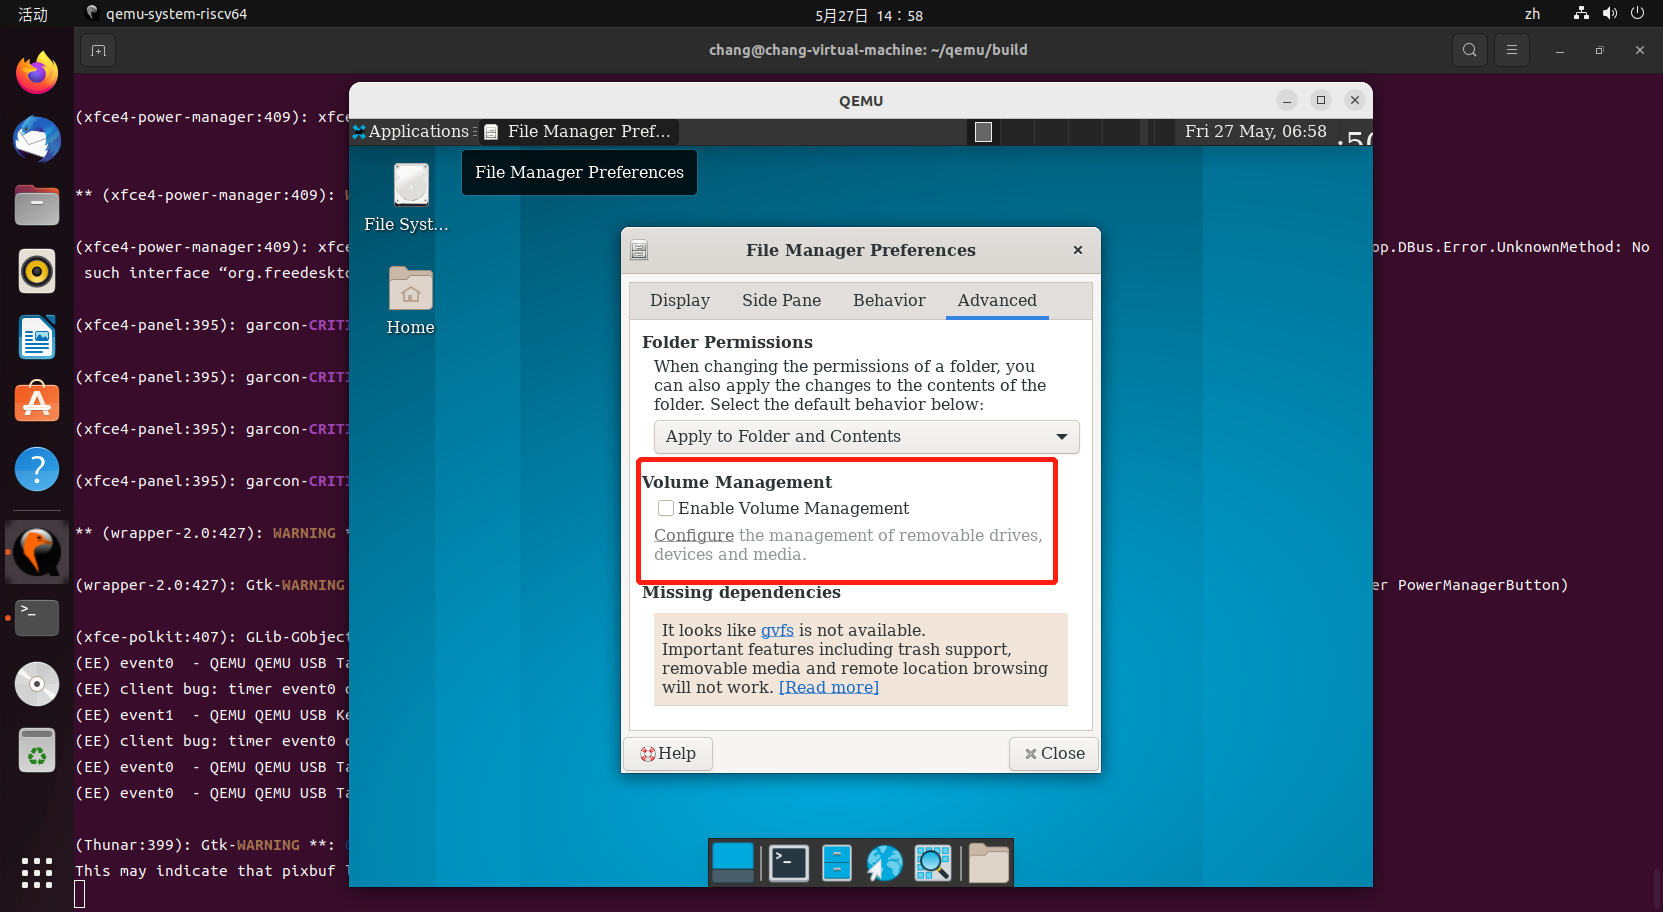 活动
qemu-system-riscv64
5月27日 14：58
zh
chang@chang-virtual-machine: ~/qemu/build
(xfce4-power-manager:409): xfce
** (xfce4-power-manager:409): W
(xfce4-power-manager:409): xfce
op.DBus.Error.UnknownMethod: No
such interface “org.freedeskto
(xfce4-panel:395): garcon-CRITI
(xfce4-panel:395): garcon-CRITI
(xfce4-panel:395): garcon-CRITI
(xfce4-panel:395): garcon-CRITI
** (wrapper-2.0:427): WARNING *
(wrapper-2.0:427): Gtk-WARNING
er PowerManagerButton)
(xfce-polkit:407): GLib-GObject
(EE) event0  - QEMU QEMU USB Ta
(EE) client bug: timer event0 d
(EE) event1  - QEMU QEMU USB Ke
(EE) client bug: timer event0 d
(EE) event0  - QEMU QEMU USB Ta
(EE) event0  - QEMU QEMU USB Ta
(Thunar:399): Gtk-WARNING **:
This may indicate that pixbuf l
QEMU
Applications
File Manager Pref...
Fri 27 May, 06:58
File Manager Preferences
File Syst...
Home
File Manager Preferences
Display
Side Pane
Behavior
Advanced
Folder Permissions
When changing the permissions of a folder, you
can also apply the changes to the contents of the
folder. Select the default behavior below:
Apply to Folder and Contents
Volume Management
Enable Volume Management
Configure the management of removable drives,
devices and media.
Missing dependencies
It looks like gvfs is not available.
Important features including trash support,
removable media and remote location browsing
will not work. [Read more]
Help
Close